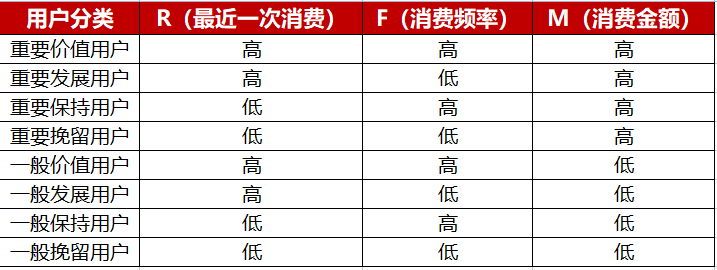 用户分类 R（最近一次消费） F（消费频率） M（消费金额）
重要价值用户 高 高 高
重要发展用户 高 低 高
重要保持用户 低 高 高
重要挽留用户 低 低 高
一般价值用户 高 高 低
一般发展用户 高 低 低
一般保持用户 低 高 低
一般挽留用户 低 低 低